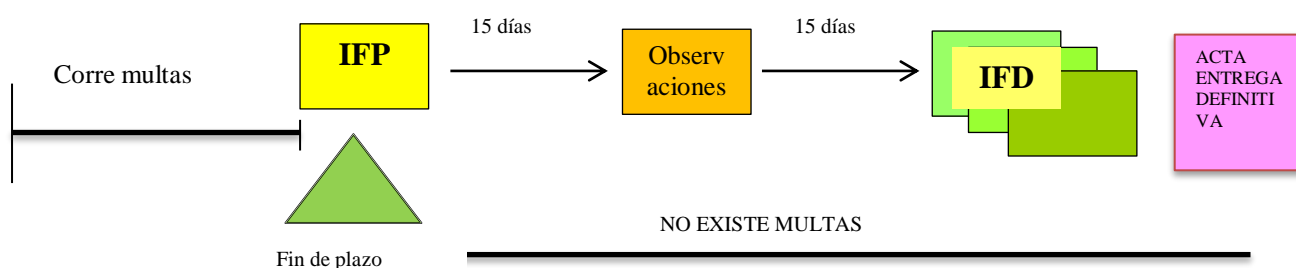 Corre multas
IFP
15 días
Observ
aciones
15 días
IFD
ACTA
ENTREGA
DEFINITI
VA
NO EXISTE MULTAS
Fin de plazo